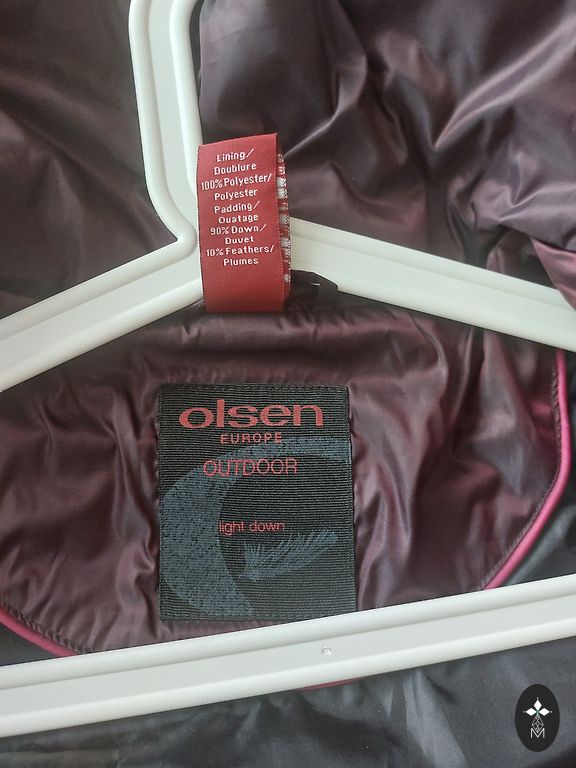 Lining/
Doublure
100% Polyester/
Polyester
Padding/
Ouatage
90% Down/
Duvet
10% Feathers/
Plumes
olsen
EUROPE
OUTDOOR
light down
M